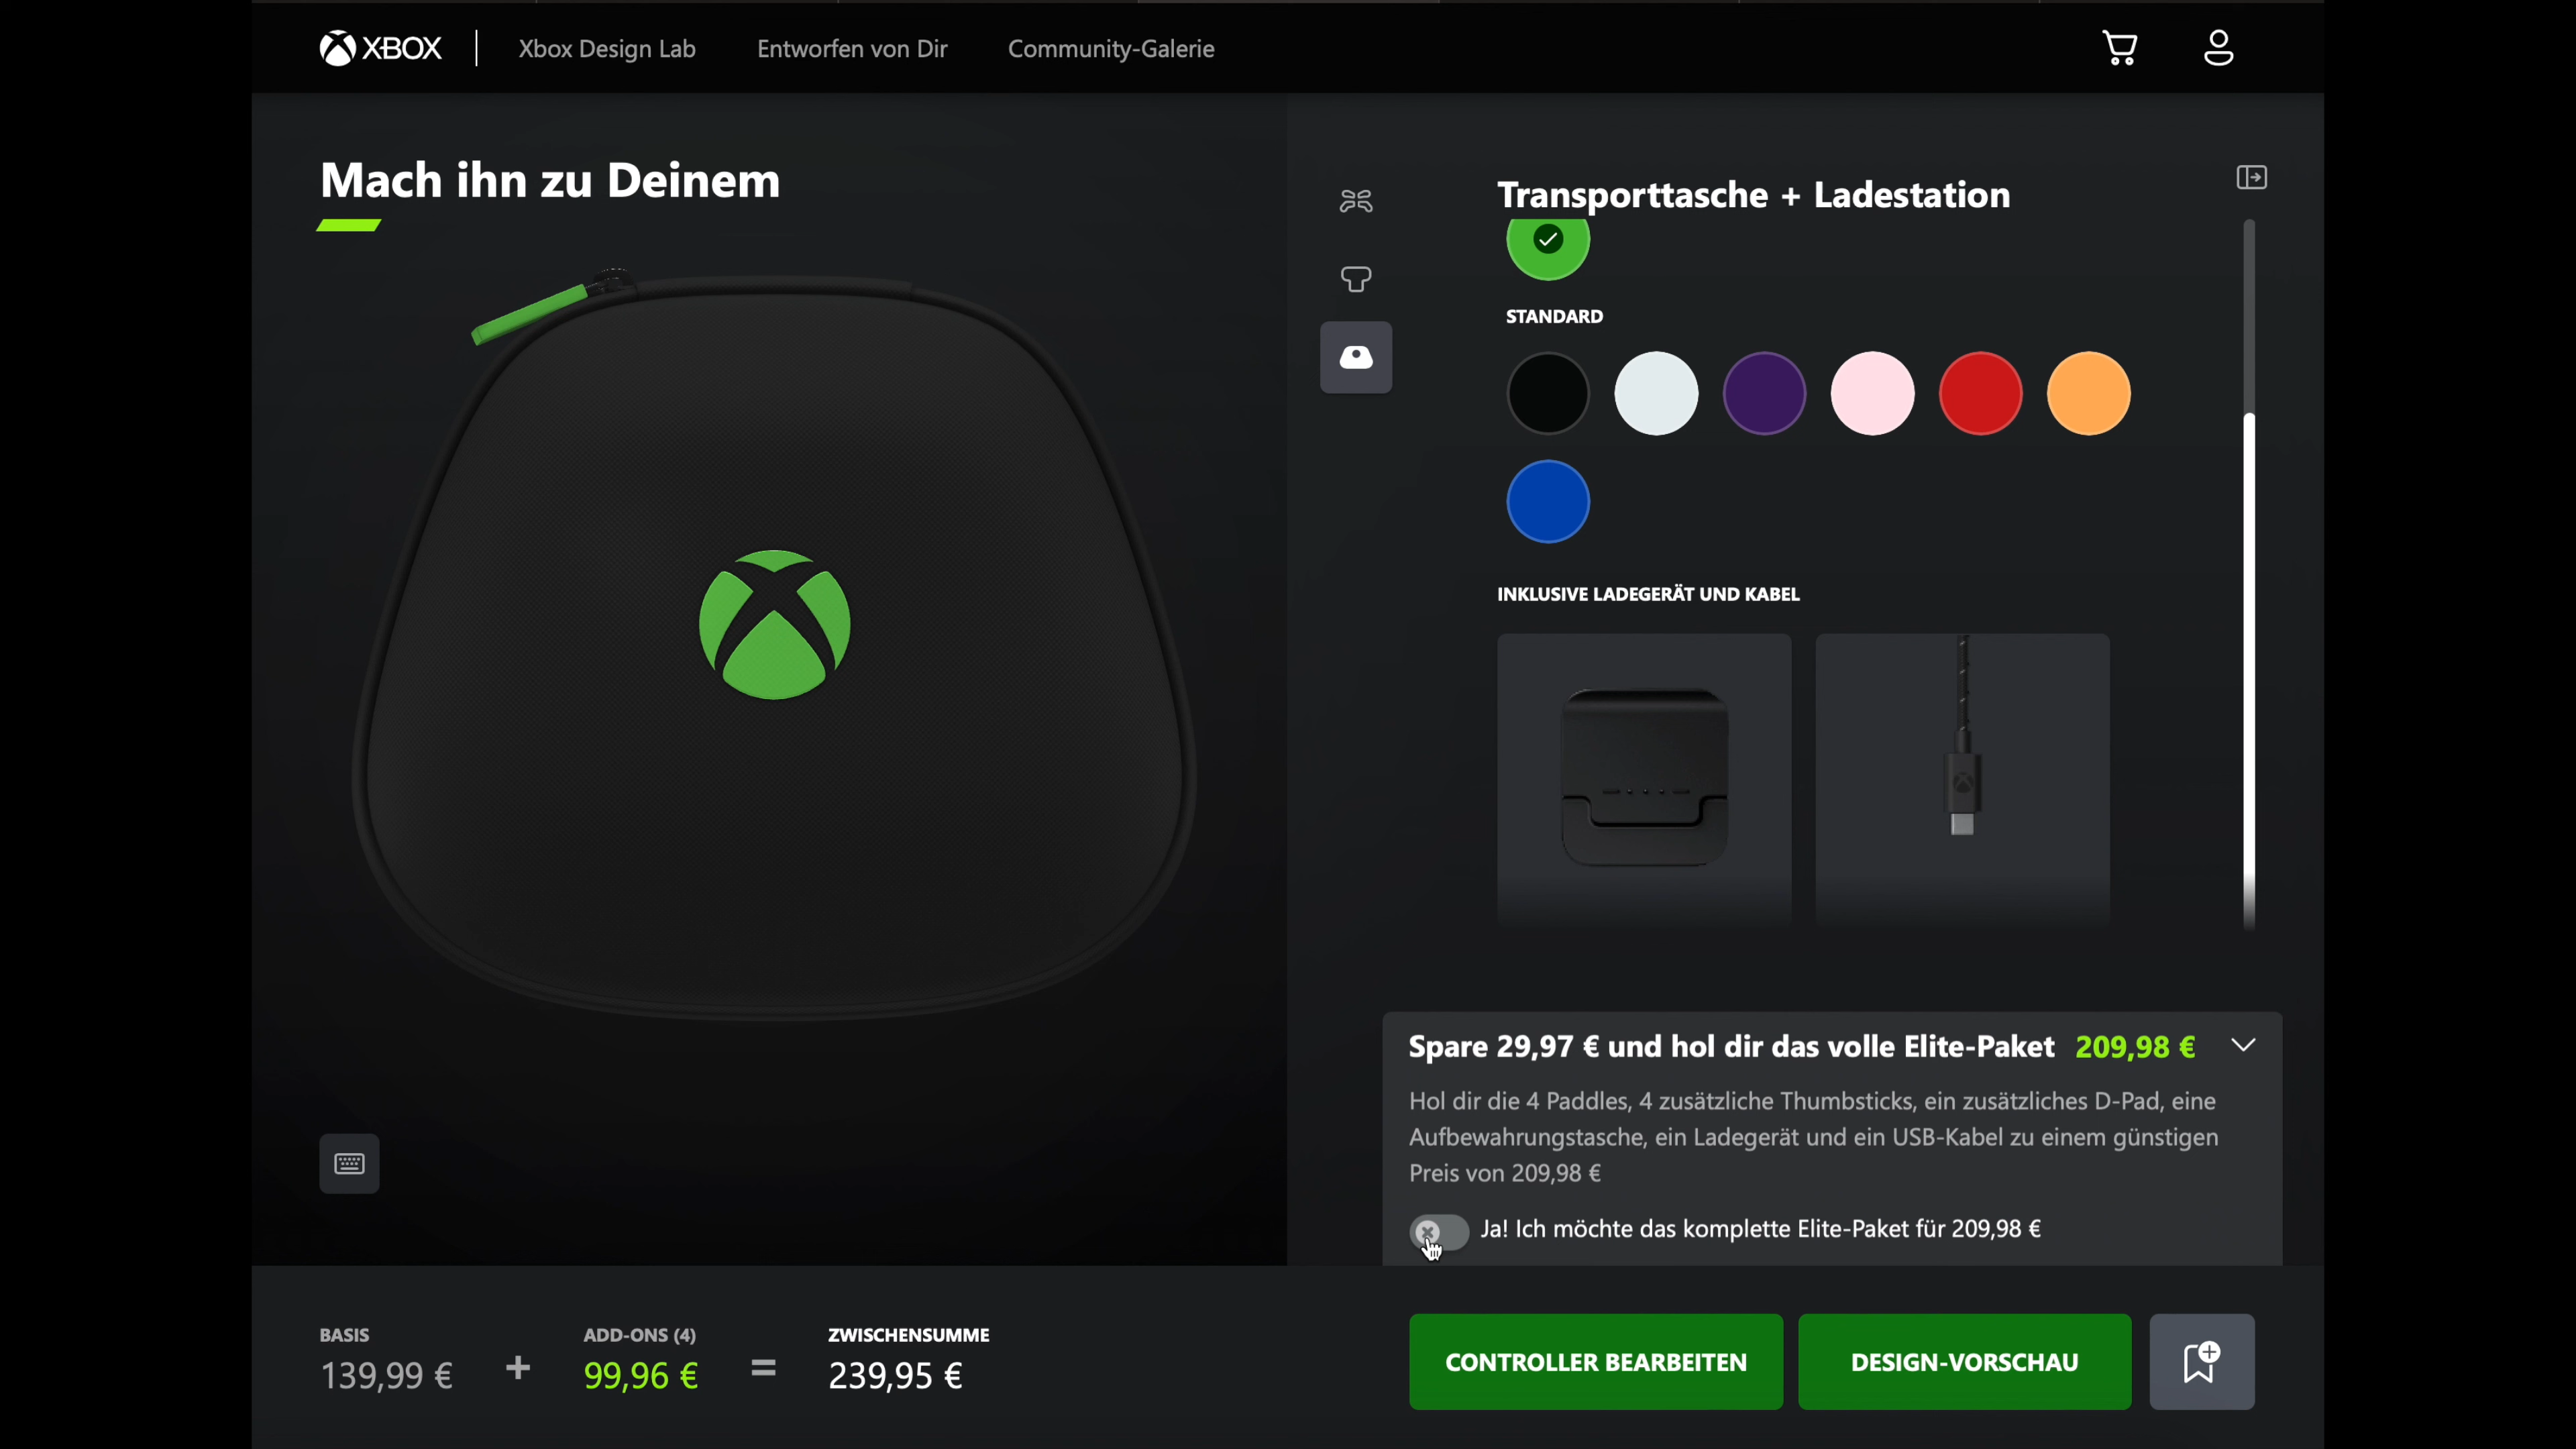 XBOX
Xbox Design Lab
Entworfen von Dir
Community-Galerie
Mach ihn zu Deinem
Transporttasche + Ladestation
STANDARD
INKLUSIVE LADEGERÄT UND KABEL
Spare 29,97 € und hol dir das volle Elite-Paket 209,98 €
Hol dir die 4 Paddles, 4 zusätzliche Thumbsticks, ein zusätzliches D-Pad, eine
Aufbewahrungstasche, ein Ladegerät und ein USB-Kabel zu einem günstigen
Preis von 209,98 €
Ja! Ich möchte das komplette Elite-Paket für 209,98 €
BASIS
139,99 €
+
ADD-ONS (4)
99,96 €
=
ZWISCHENSUMME
239,95 €
CONTROLLER BEARBEITEN
DESIGN-VORSCHAU